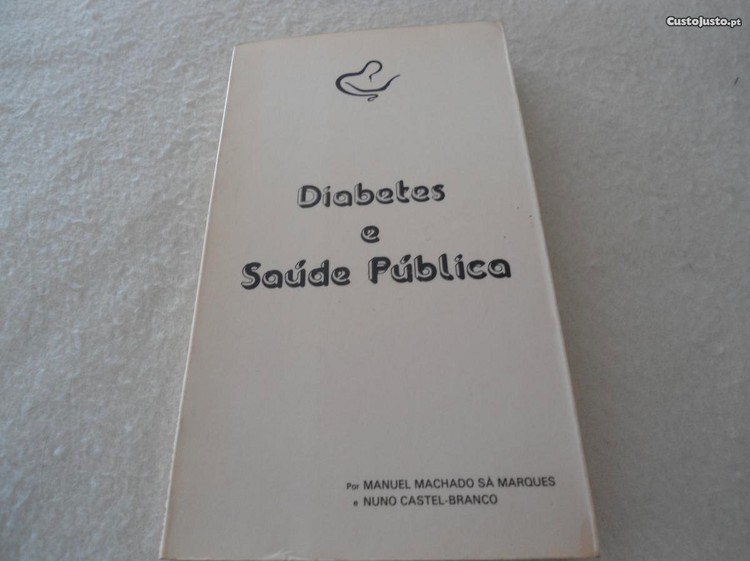 CustoJusto.pt
Diabetes
e
Saúde Pública
Por MANUEL MACHADO SÁ MARQUES
e NUNO CASTEL-BRANCO